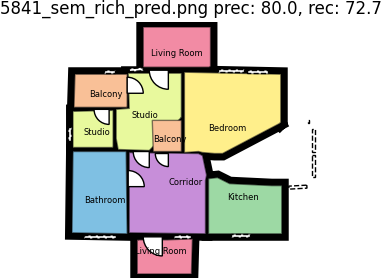 5841_sem_rich_pred.png prec: 80.0, rec: 72.7
Living Room
Balcony
Studio
Studio
Bedroom
Balcony
Corridor
Bathroom
Kitchen
Living Room